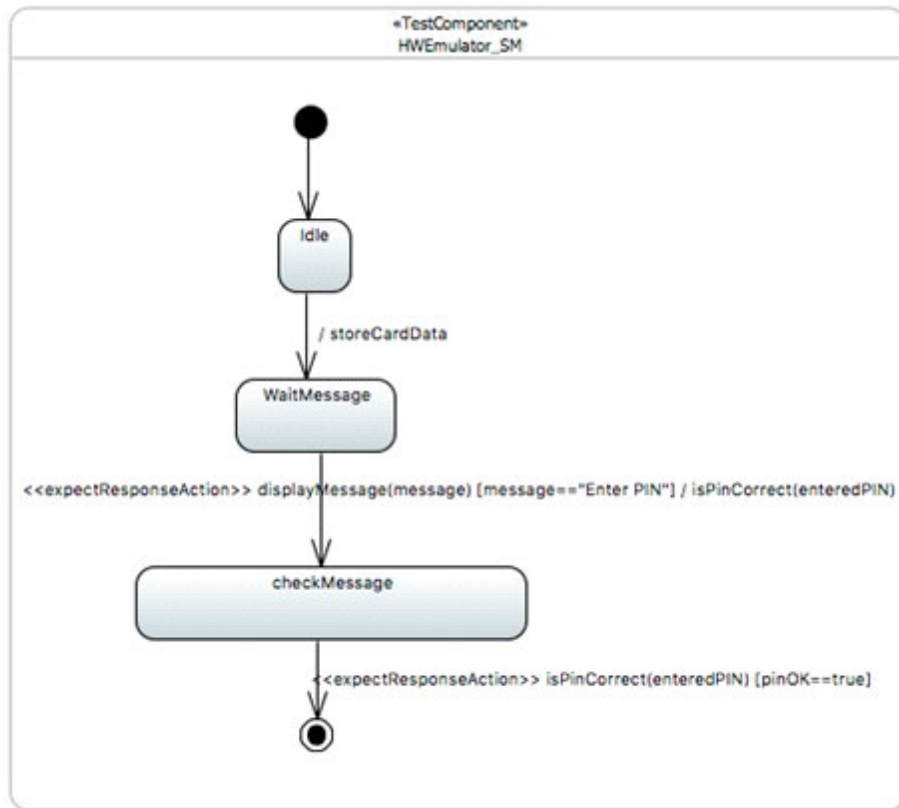 «TestComponent»
HWEmulator_SM
Idle
/ storeCardData
WaitMessage
<<expectResponseAction>> displayMessage(message) [message=="Enter PIN"] / isPinCorrect(enteredPIN)
checkMessage
<<expectResponseAction>> isPinCorrect(enteredPIN) [pinOK==true]